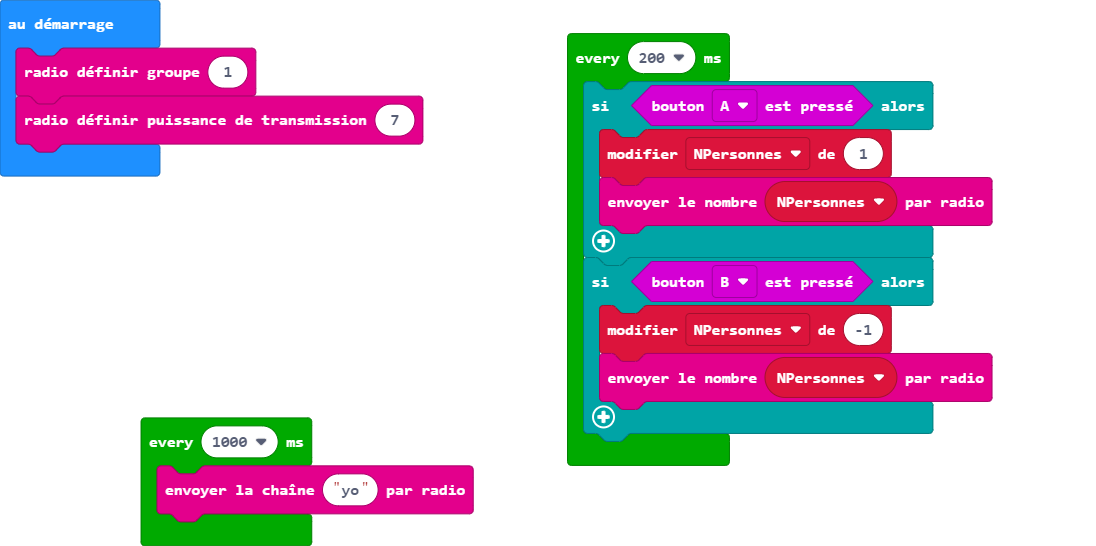 au démarrage
radio définir groupe 1
radio définir puissance de transmission 7
every 200 ms
si bouton A est pressé alors
modifier NPersonnes de 1
envoyer le nombre NPersonnes par radio
si bouton B est pressé alors
modifier NPersonnes de -1
envoyer le nombre NPersonnes par radio
every 1000 ms
envoyer la chaîne "yo" par radio